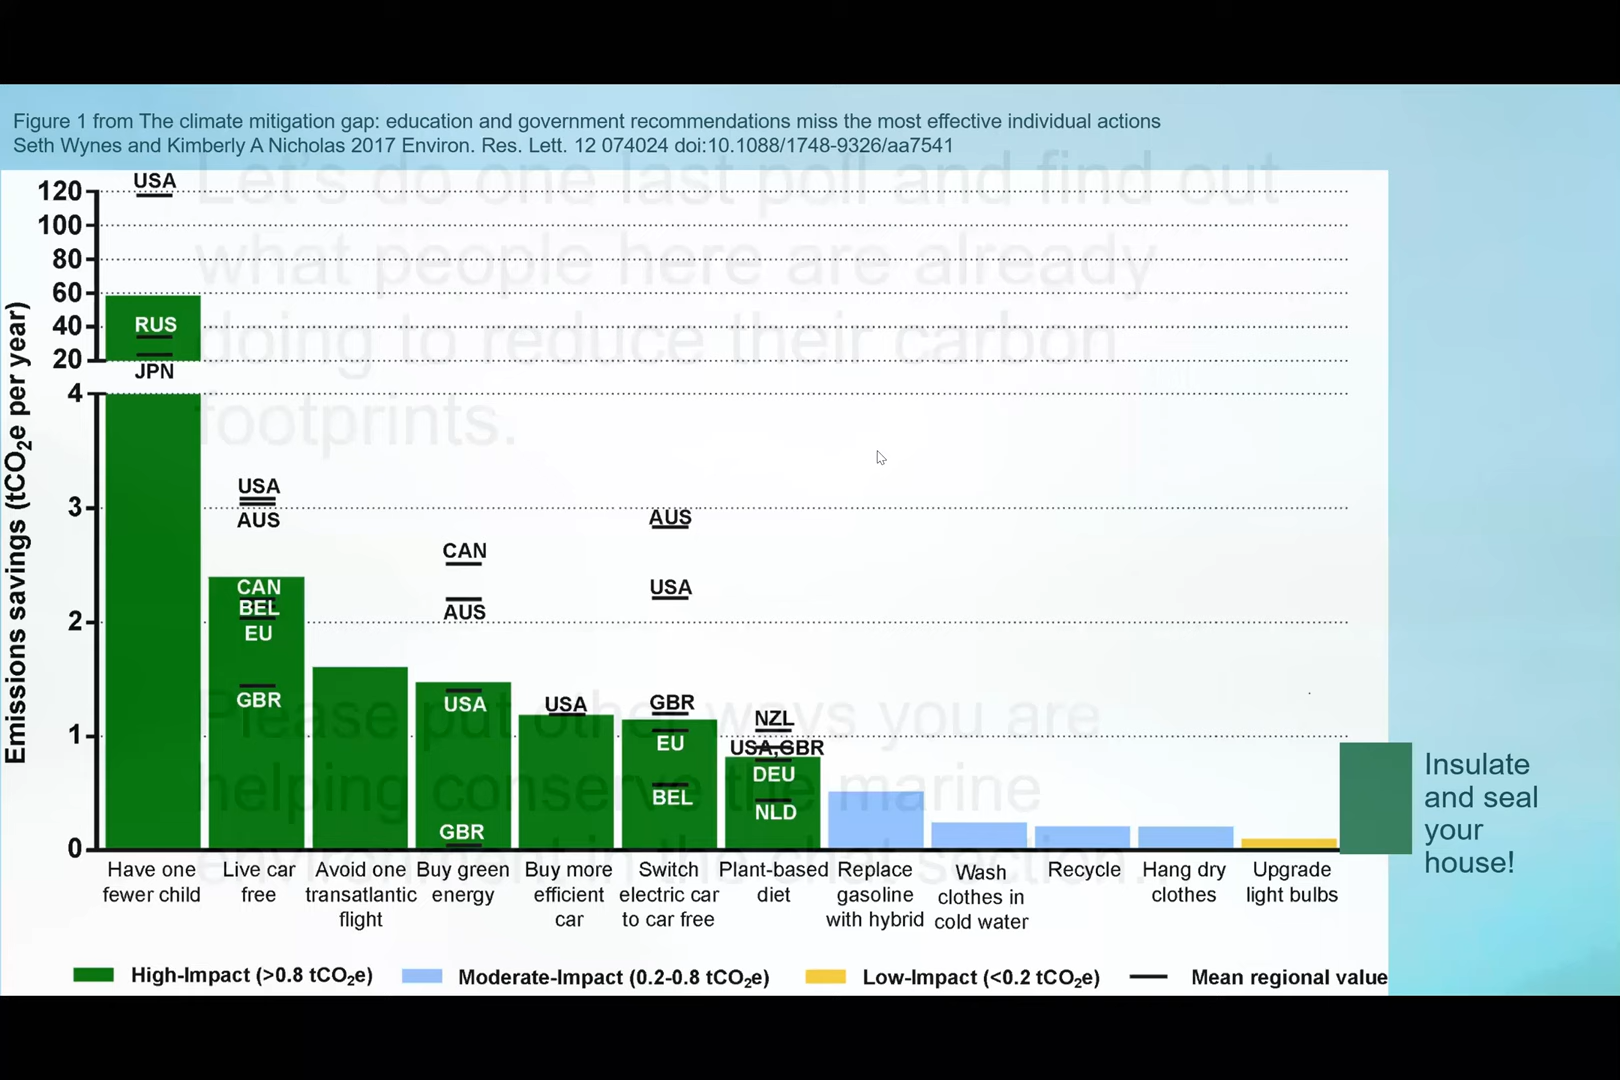 Figure 1 from The climate mitigation gap: education and government recommendations miss the most effective individual actions
Seth Wynes and Kimberly A Nicholas 2017 Environ. Res. Lett. 12 074024 doi:10.1088/1748-9326/aa7541
Let's do one last poll and find out
what people here are already
doing to reduce their carbon
footprints.
Please put other ways you are
helping conserve the marine
environment in the chat section.
Emissions savings (tCO₂e per year)
120
100
80
60
40
20
4
3
2
1
0
USA
RUS
JPN
USA
AUS
CAN
BEL
EU
GBR
CAN
AUS
USA
GBR
USA
AUS
USA
GBR
EU
BEL
NZL
USA,GBR
DEU
NLD
Have one
fewer child
Live car
free
Avoid one
transatlantic
flight
Buy green
energy
Buy more
efficient
car
Switch
electric car
to car free
Plant-based
diet
Replace
gasoline
with hybrid
Wash
clothes in
cold water
Recycle
Hang dry
clothes
Upgrade
light bulbs
Insulate
and seal
your
house!
High-Impact (>0.8 tCO₂e)
Moderate-Impact (0.2-0.8 tCO₂e)
Low-Impact (<0.2 tCO₂e)
Mean regional value